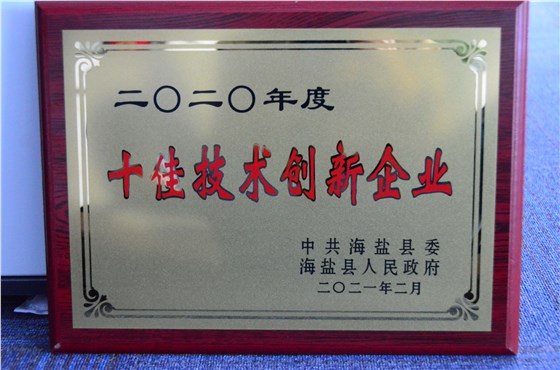 二〇二〇年度
十佳技术创新企业
中共海盐县委
海盐县人民政府
二〇二一年二月